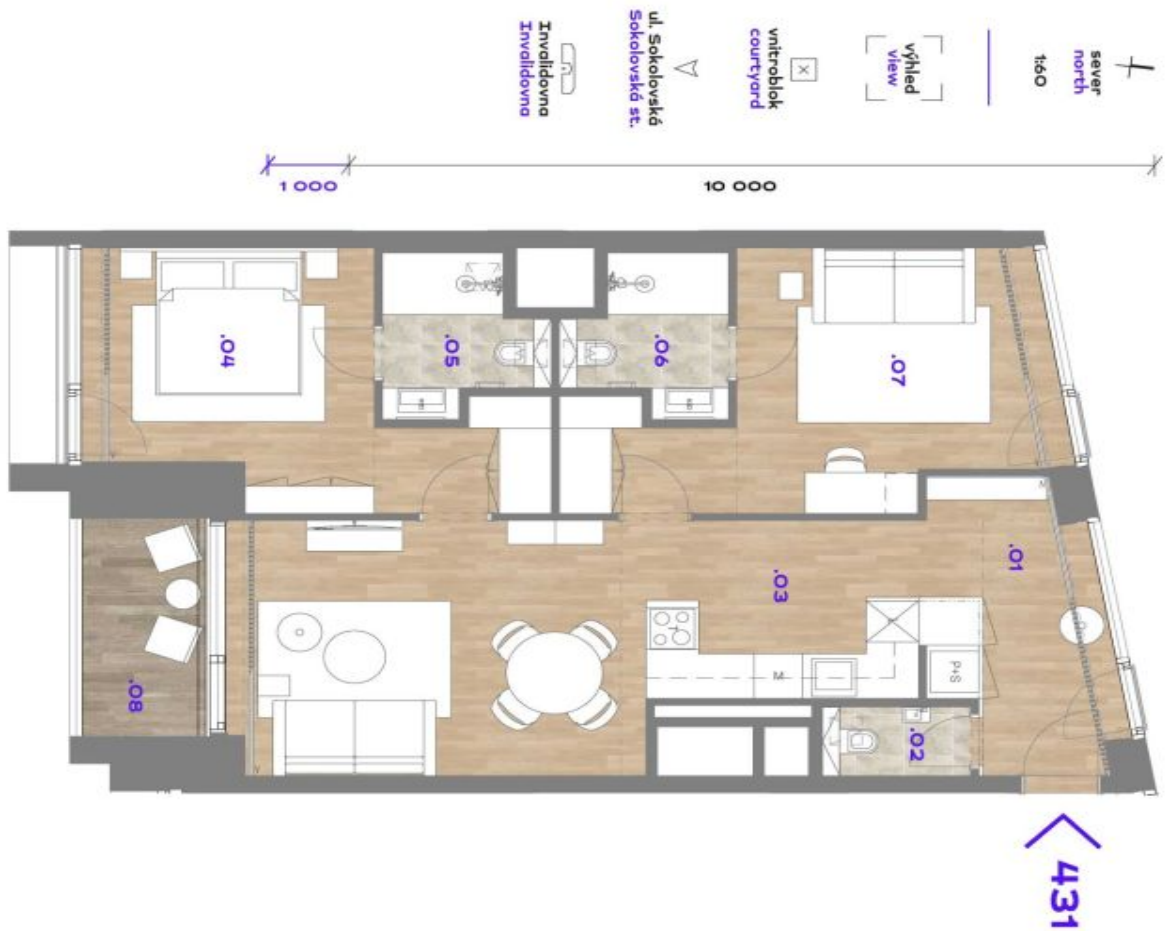 sever
north
1:60
výhled
view
X
vnitroblok
courtyard
ul. Sokolovská
Sokolovská st.
Invalidovna
Invalidovna
1 000
10 000
.04
.05
.06
.07
.01
.03
.08
.02
P+S
M
T
431